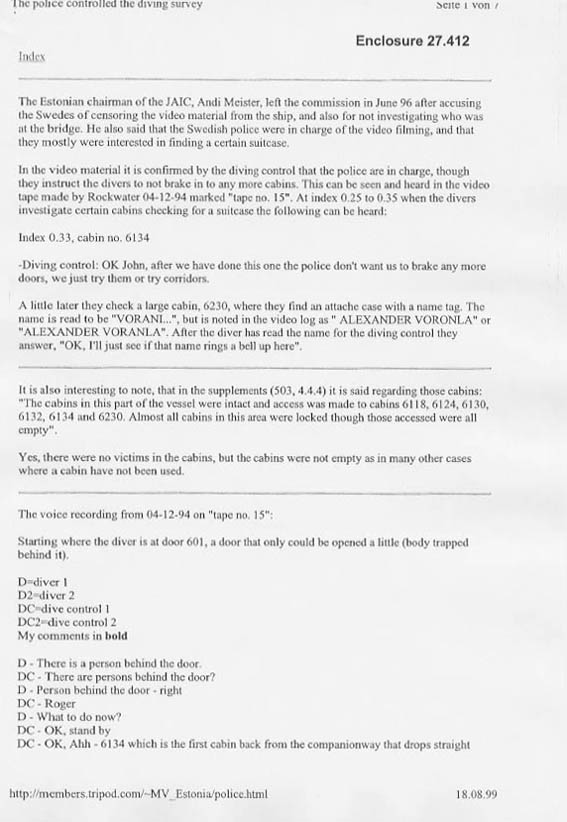 The police controlled the diving survey
Seite 1 von 7
Enclosure 27.412
Index
The Estonian chairman of the JAIC, Andi Meister, left the commission in June 96 after accusing
the Swedes of censoring the video material from the ship, and also for not investigating who was
at the bridge. He also said that the Swedish police were in charge of the video filming, and that
they mostly were interested in finding a certain suitcase.
In the video material it is confirmed by the diving control that the police are in charge, though
they instruct the divers to not brake in to any more cabins. This can be seen and heard in the video
tape made by Rockwater 04-12-94 marked "tape no. 15". At index 0.25 to 0.35 when the divers
investigate certain cabins checking for a suitcase the following can be heard:
Index 0.33, cabin no. 6134
-Diving control: OK John, after we have done this one the police don't want us to brake any more
doors, we just try them or try corridors.
A little later they check a large cabin, 6230, where they find an attache case with a name tag. The
name is read to be "VORANI...", but is noted in the video log as " ALEXANDER VORONLA" or
"ALEXANDER VORANLA". After the diver has read the name for the diving control they
answer, "OK, I'll just see if that name rings a bell up here".
It is also interesting to note, that in the supplements (503, 4.4.4) it is said regarding those cabins:
"The cabins in this part of the vessel were intact and access was made to cabins 6118, 6124, 6130,
6132, 6134 and 6230. Almost all cabins in this area were locked though those accessed were all
empty".
Yes, there were no victims in the cabins, but the cabins were not empty as in many other cases
where a cabin have not been used.
The voice recording from 04-12-94 on "tape no. 15":
Starting where the diver is at door 601, a door that only could be opened a little (body trapped
behind it).
D=diver 1
D2=diver 2
DC=dive control 1
DC2=dive control 2
My comments in bold
D - There is a person behind the door.
DC - There are persons behind the door?
D - Person behind the door - right
DC - Roger
D - What to do now?
DC - OK, stand by
DC - OK, Ahh - 6134 which is the first cabin back from the companionway that drops straight
http://members.tripod.com/~MV_Estonia/police.html
18.08.99